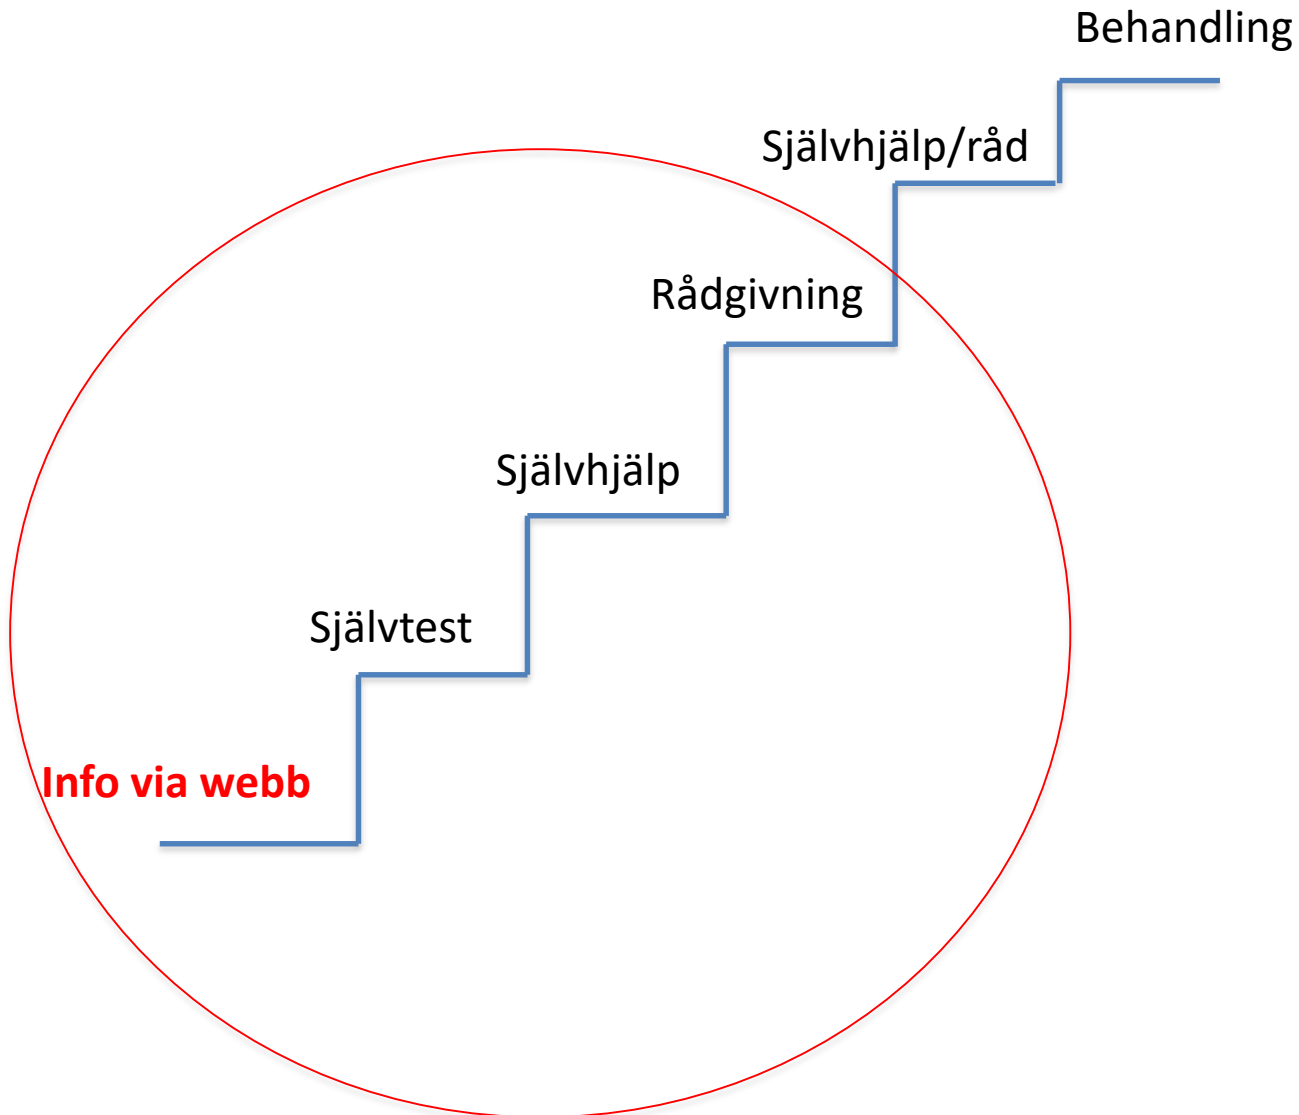 Behandling
Självhjälp/råd
Rådgivning
Självhjälp
Självtest
Info via webb